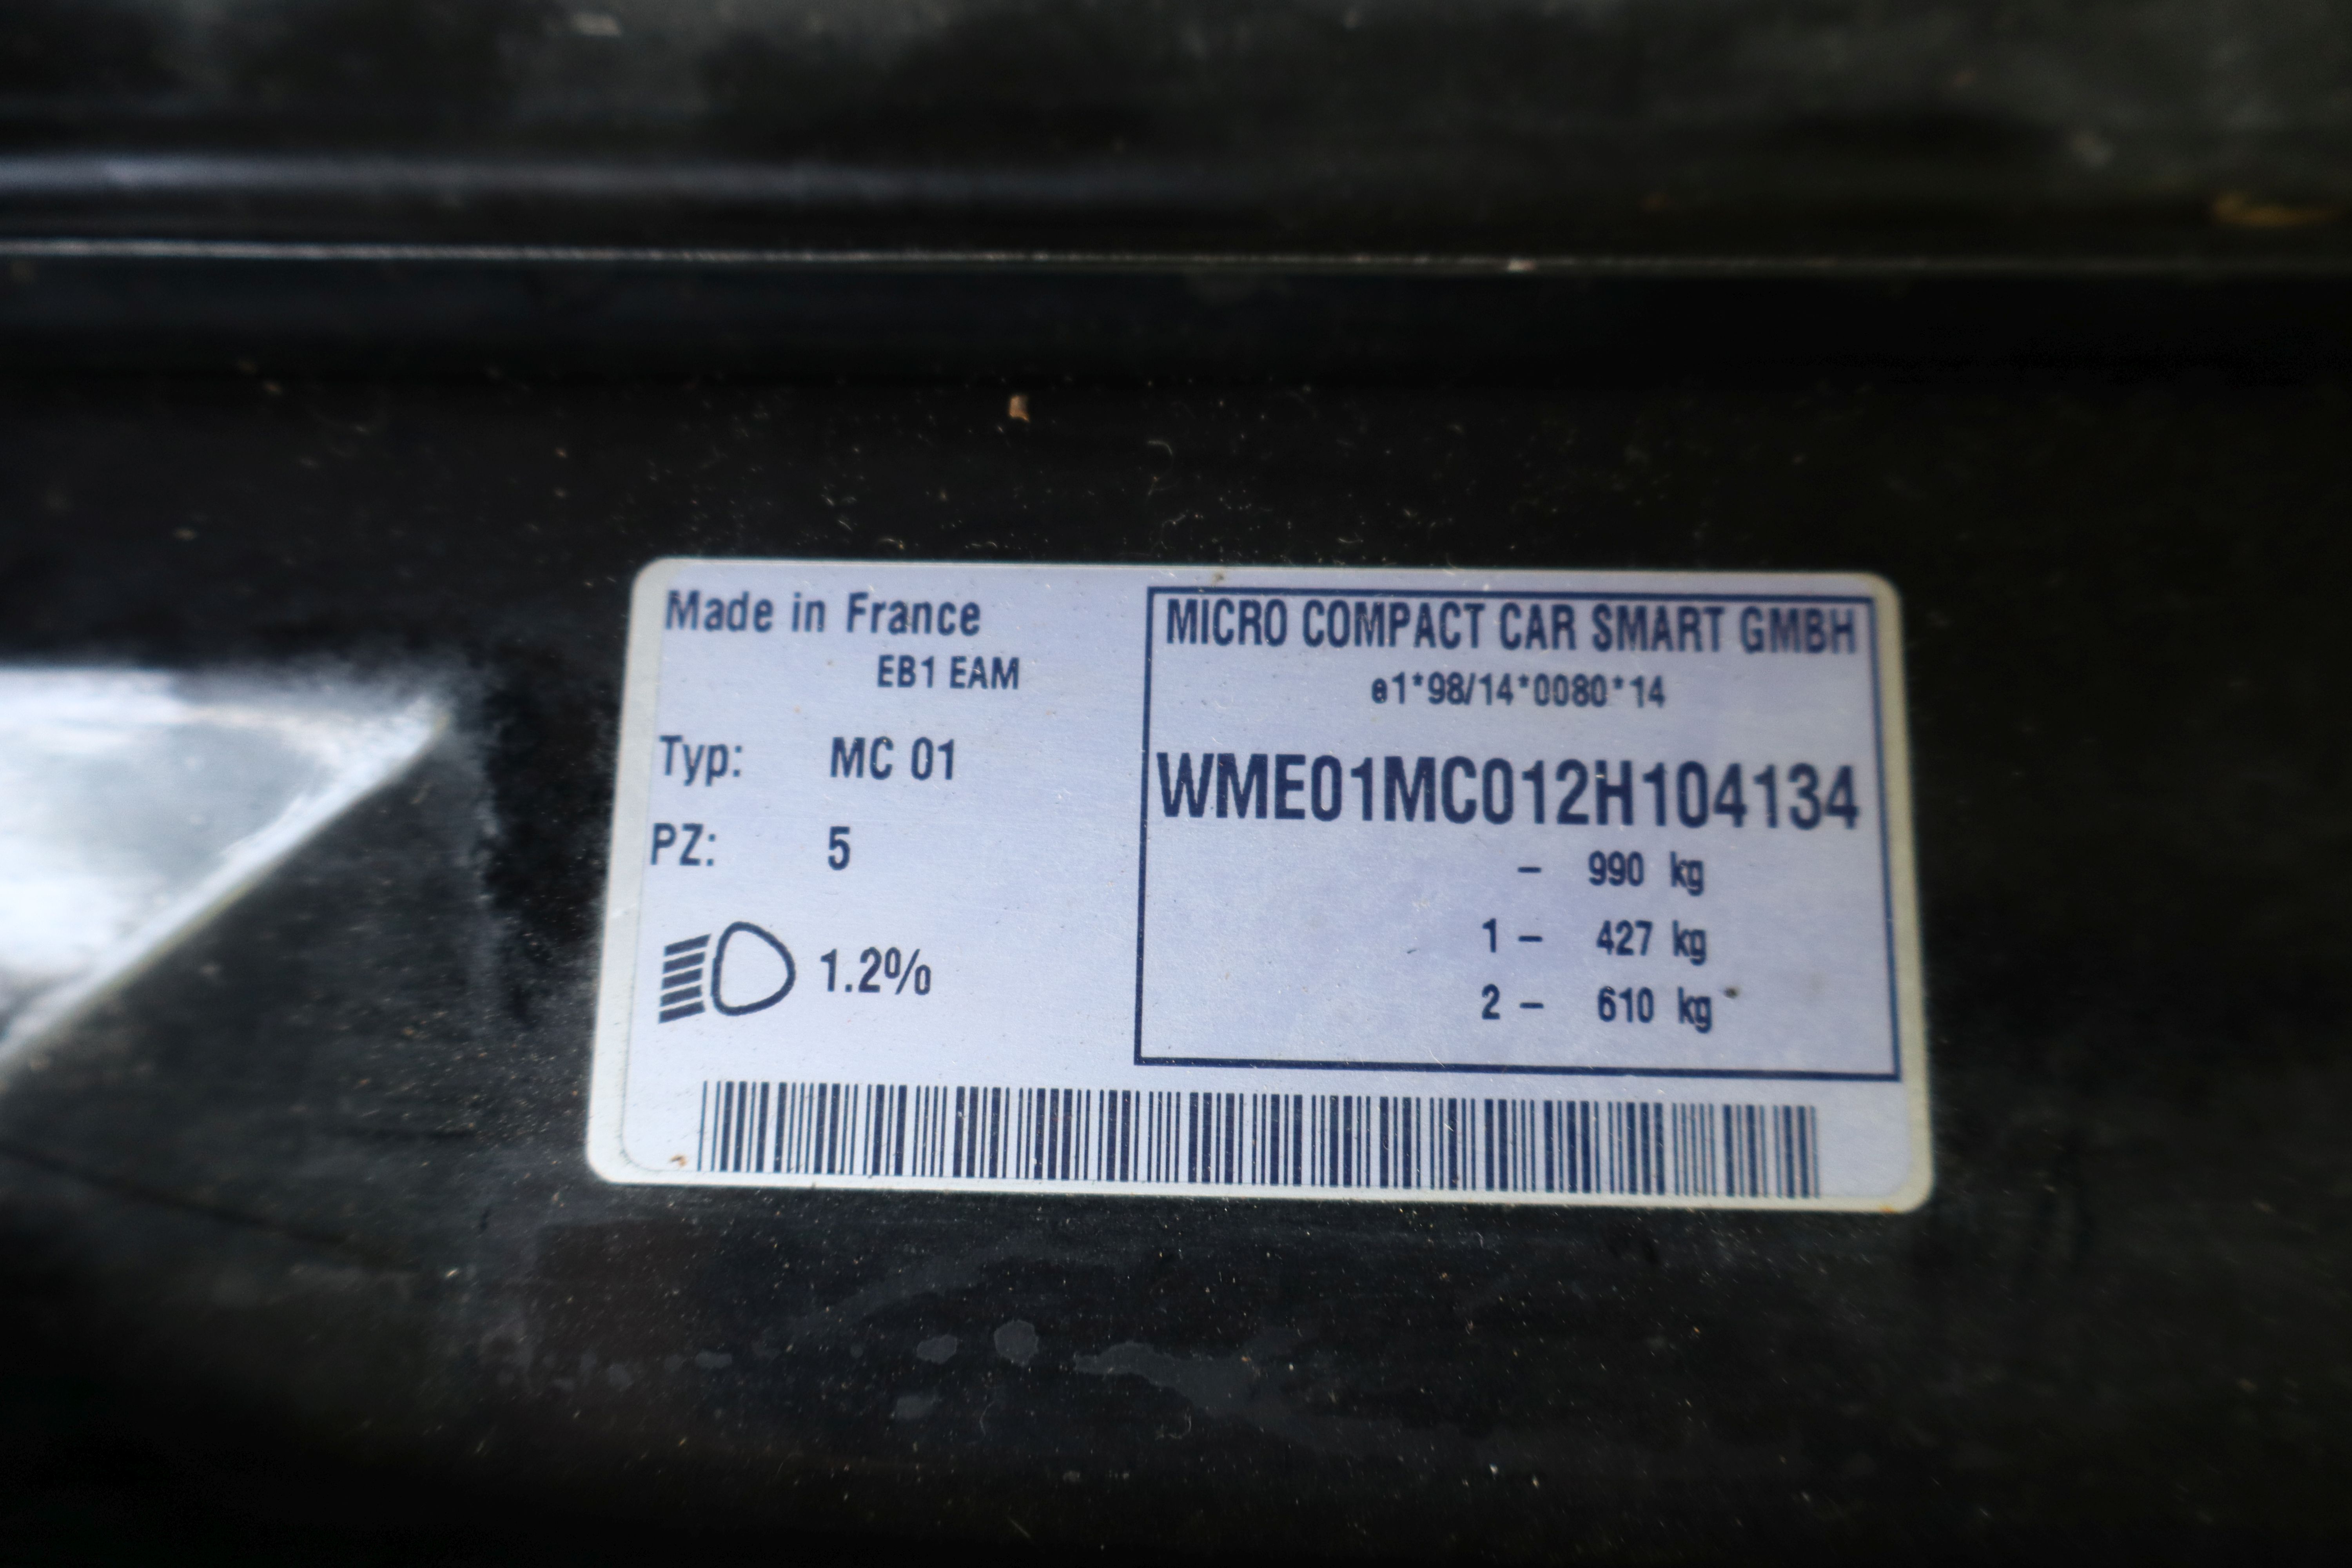 Made in France
EB1 EAM
Typ: MC 01
PZ: 5
1.2%
MICRO COMPACT CAR SMART GMBH
e1*98/14*0080*14
WME01MC012H104134
– 990 kg
1 – 427 kg
2 – 610 kg